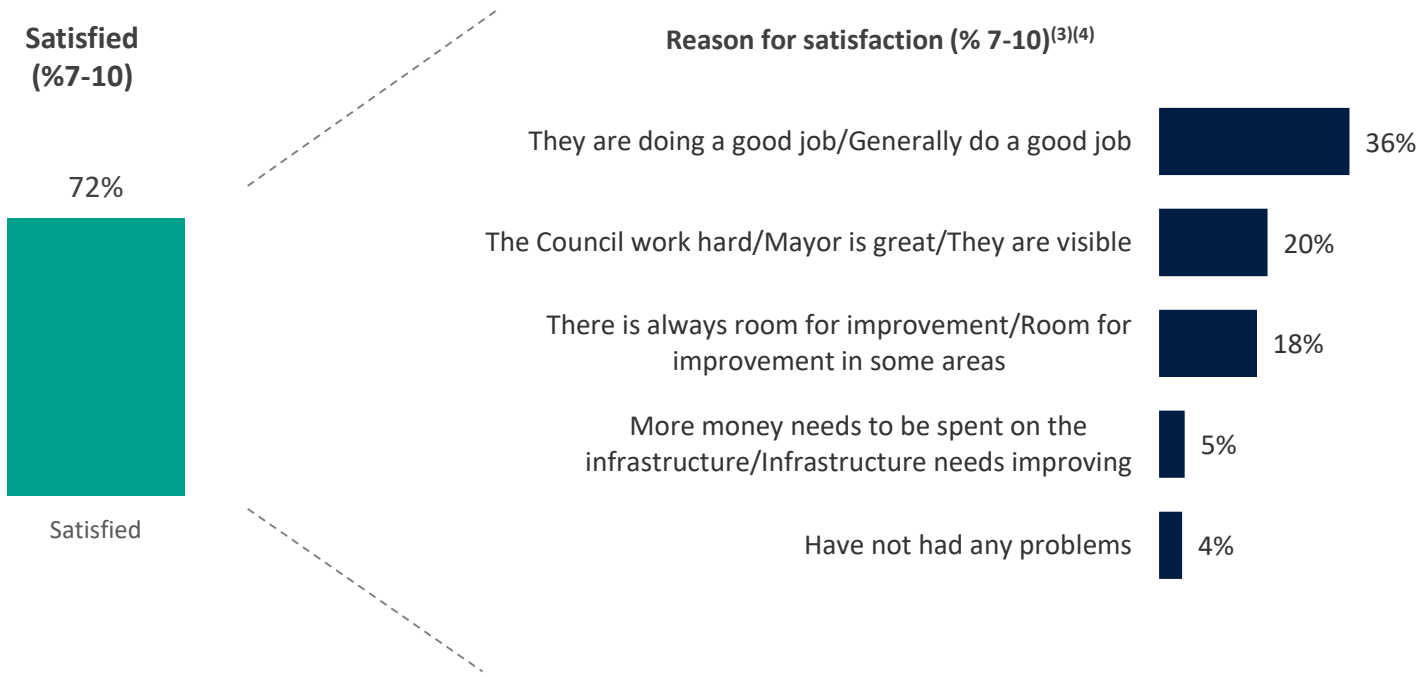 Satisfied
(%7-10)
72%
Satisfied
Reason for satisfaction (% 7-10)(3)(4)
They are doing a good job/Generally do a good job
36%
The Council work hard/Mayor is great/They are visible
20%
There is always room for improvement/Room for
improvement in some areas
18%
More money needs to be spent on the
infrastructure/Infrastructure needs improving
5%
Have not had any problems
4%